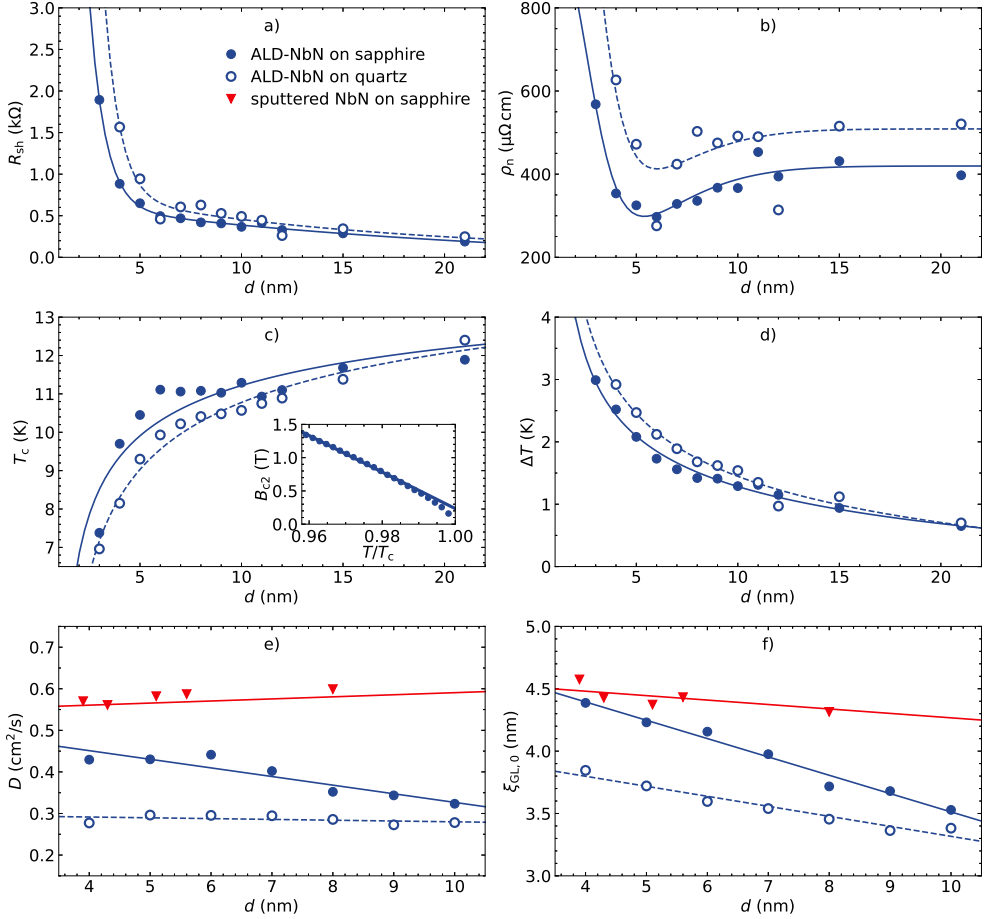 a)
R_sh (kΩ)
3.0
2.5
2.0
1.5
1.0
0.5
0.0
ALD-NbN on sapphire
ALD-NbN on quartz
sputtered NbN on sapphire
5 10 15 20
d (nm)
b)
ρ_n (μΩ cm)
800
600
400
200
5 10 15 20
d (nm)
c)
T_c (K)
13
12
11
10
9
8
7
B_C2 (T)
1.5
1.0
0.5
0.0
0.96 0.98 1.00
T/T_c
5 10 15 20
d (nm)
d)
ΔT (K)
4
3
2
1
0
5 10 15 20
d (nm)
e)
D (cm²/s)
0.7
0.6
0.5
0.4
0.3
0.2
4 5 6 7 8 9 10
d (nm)
f)
ξ_GL, 0 (nm)
5.0
4.5
4.0
3.5
3.0
4 5 6 7 8 9 10
d (nm)